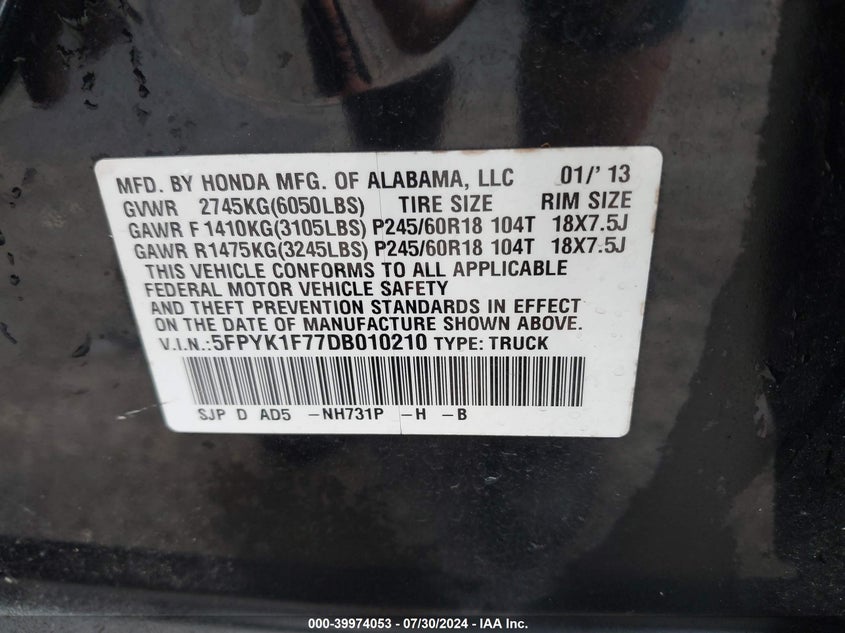 MFD. BY HONDA MFG. OF ALABAMA, LLC 01/' 13
GVWR 2745KG(6050LBS) TIRE SIZE RIM SIZE
GAWR F 1410KG(3105LBS) P245/60R18 104T 18X7.5J
GAWR R1475KG(3245LBS) P245/60R18 104T 18X7.5J
THIS VEHICLE CONFORMS TO ALL APPLICABLE
FEDERAL MOTOR VEHICLE SAFETY
AND THEFT PREVENTION STANDARDS IN EFFECT
ON THE DATE OF MANUFACTURE SHOWN ABOVE.
V.I.N.:5FPYK1F77DB010210 TYPE: TRUCK
SJP D AD5 -NH731P -H -B
000-39974053 - 07/30/2024 - IAA Inc.